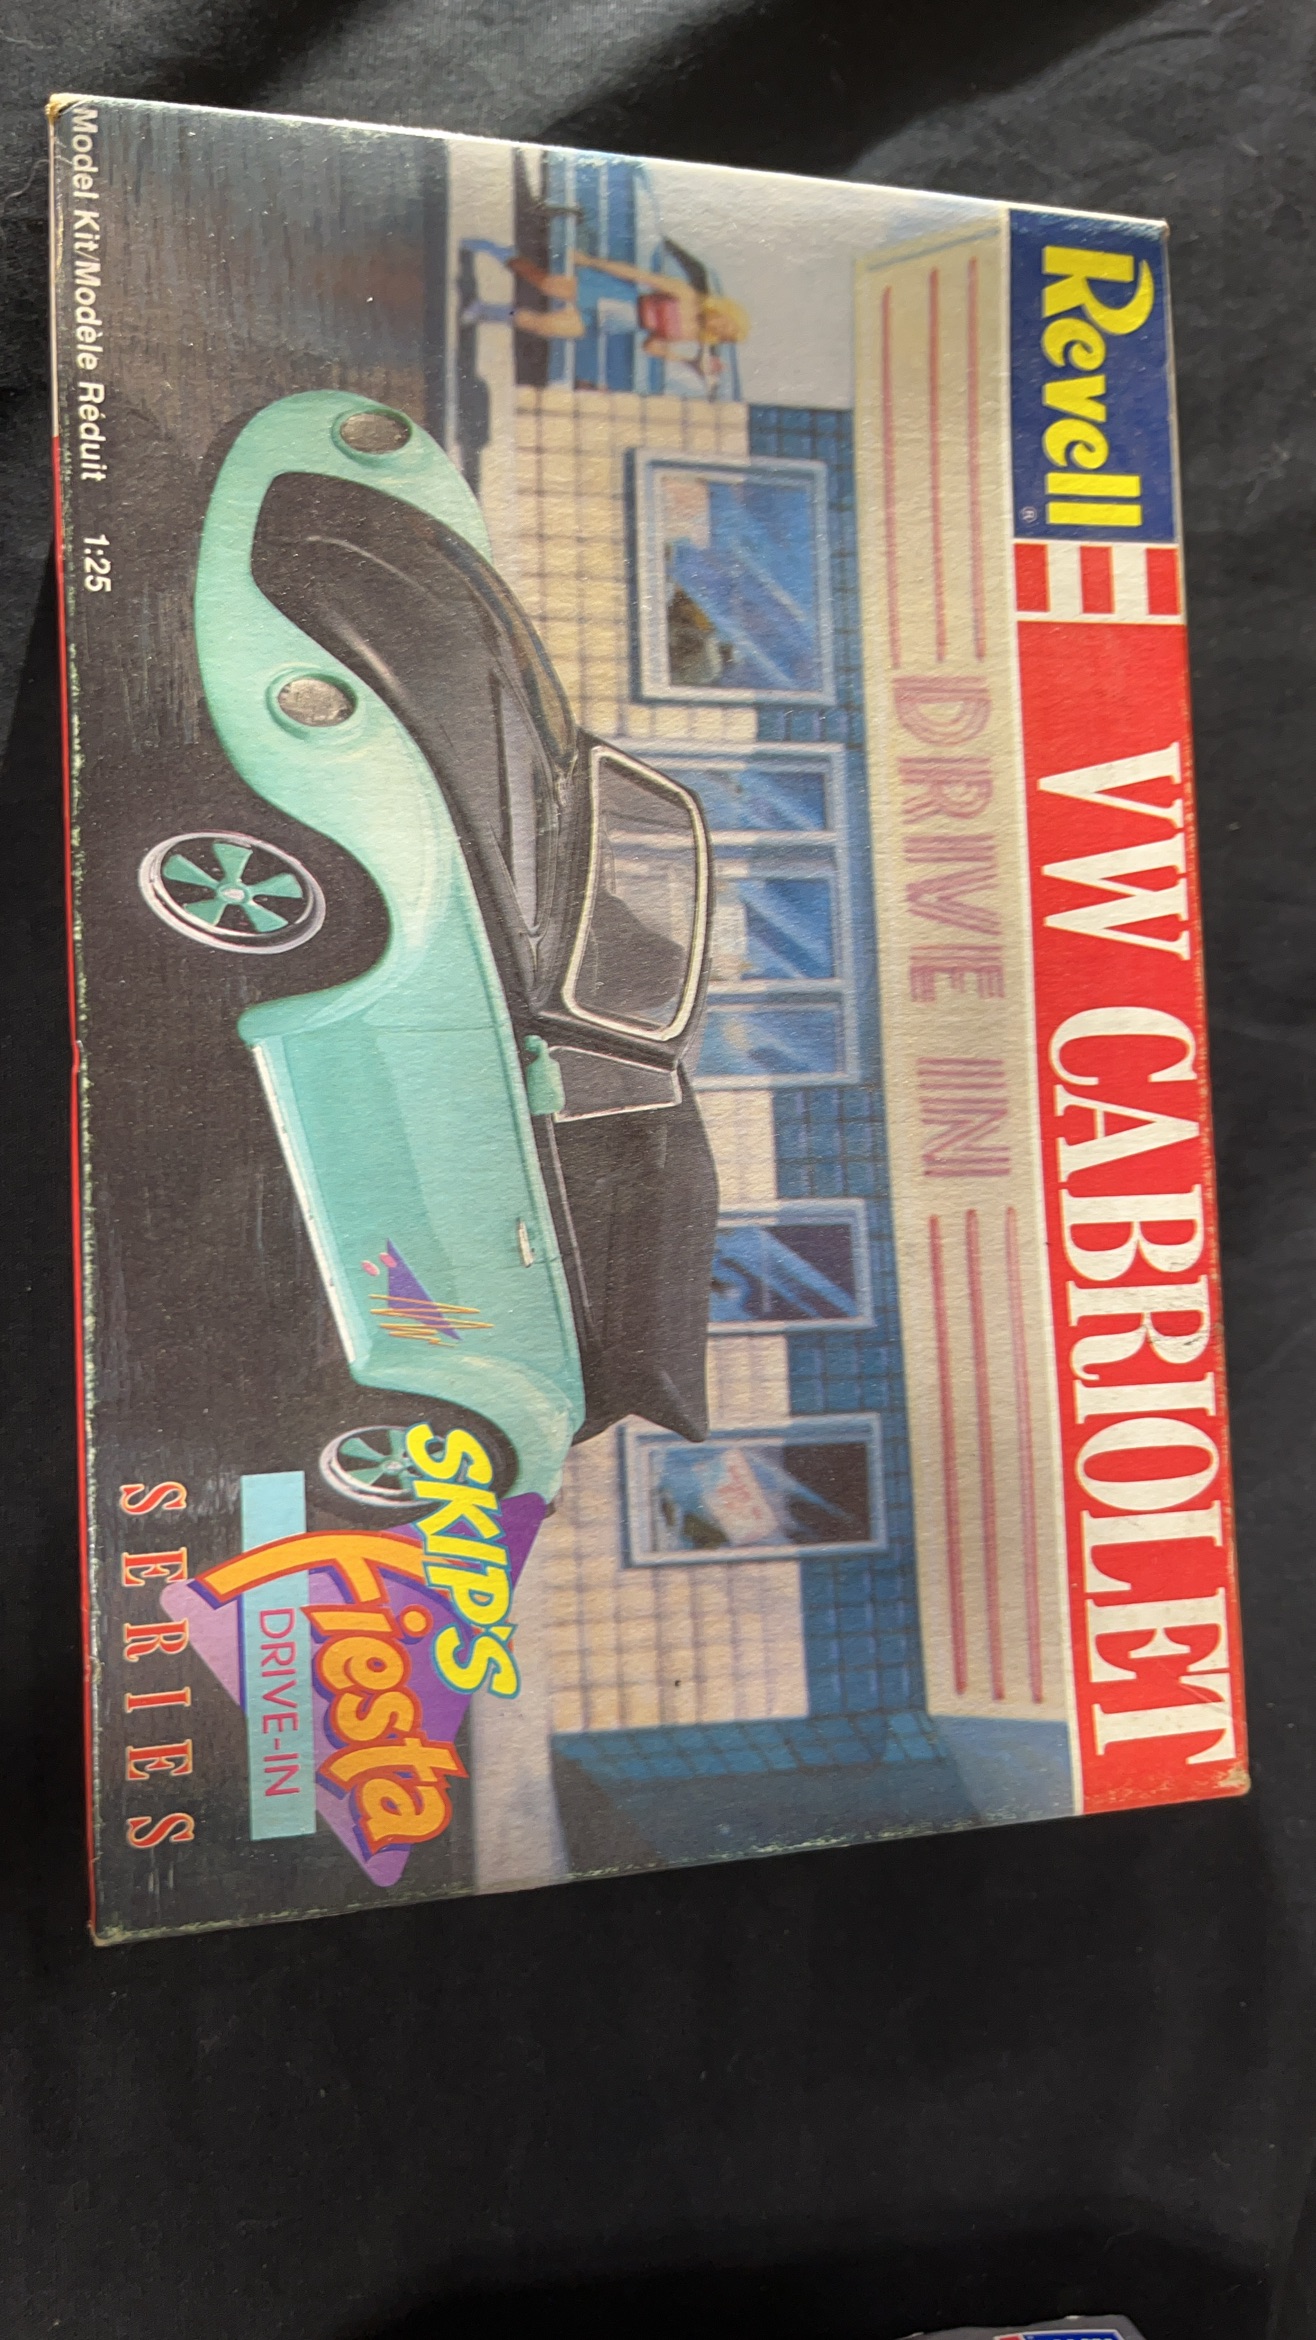 Revell®
VW CABRIOLET
DRIVE IN
SKIP'S
Fiesta
DRIVE-IN
SERIES
Model Kit/Modèle Réduit 1:25